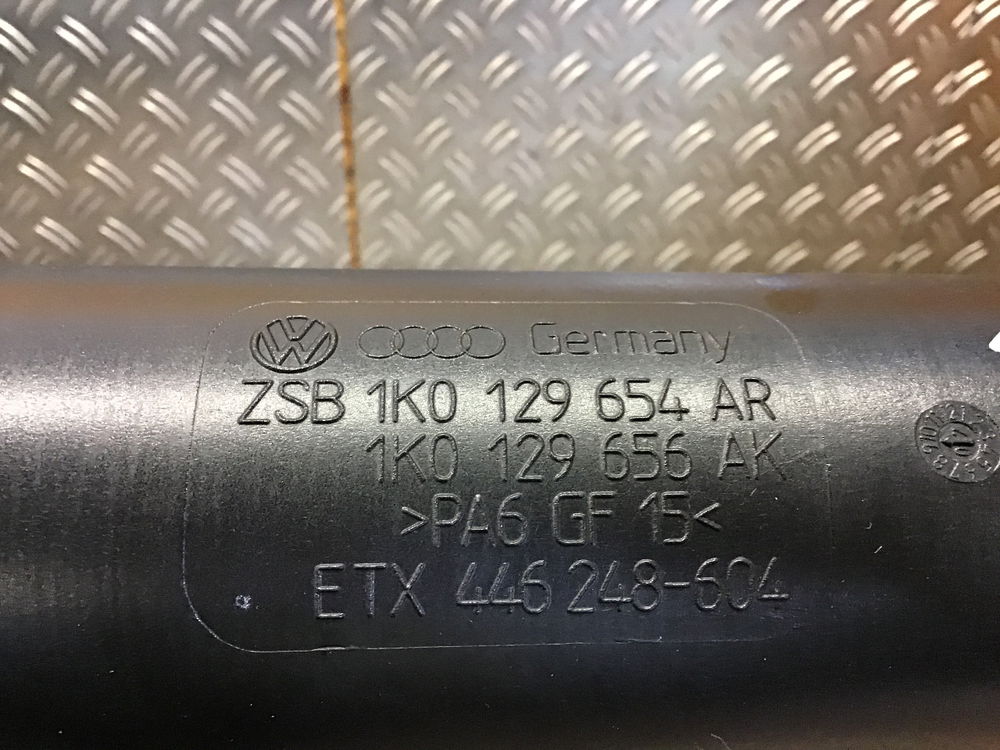 Germany
ZSB 1K0 129 654 AR
1K0 129 656 AK
>PA6 GF 15<
ETX 446 248-604